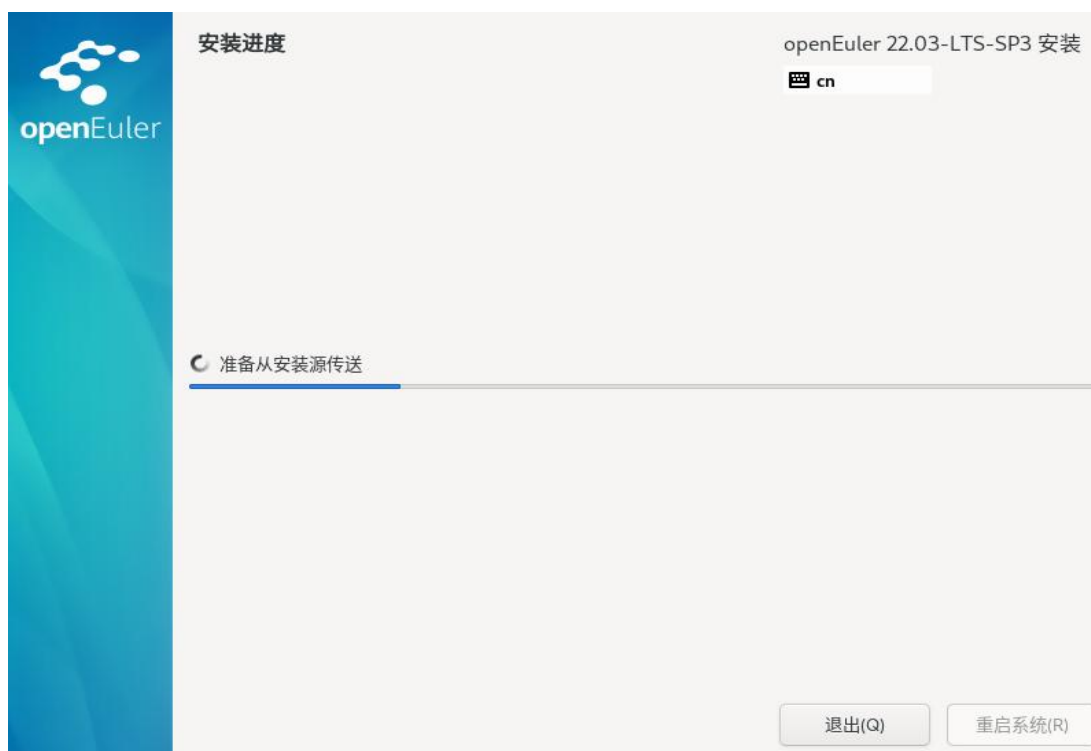 openEuler
安装进度
openEuler 22.03-LTS-SP3 安装
cn
准备从安装源传送
退出(Q)
重启系统(R)